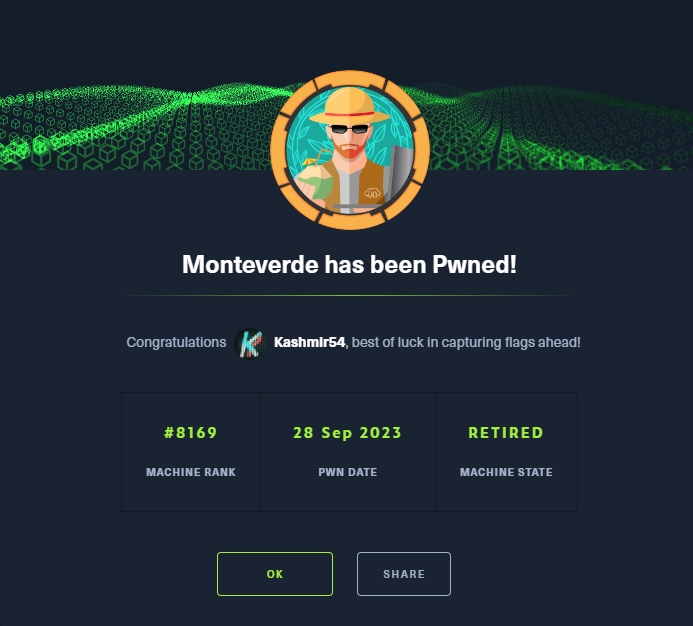 Monteverde has been Pwned!
Congratulations Kashmir54, best of luck in capturing flags ahead!
#8169 28 Sep 2023 RETIRED
MACHINE RANK PWN DATE MACHINE STATE
OK SHARE